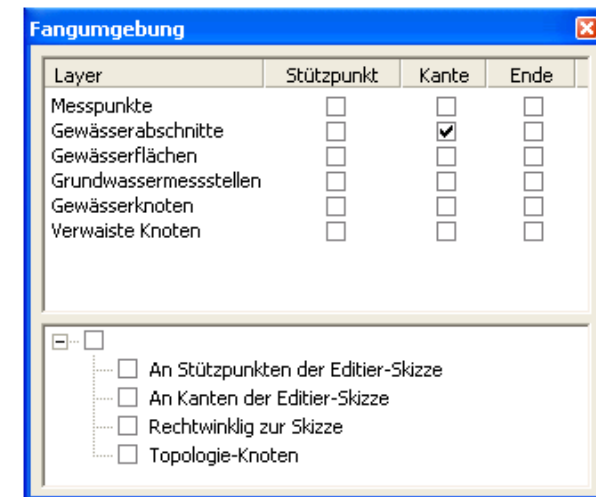 Fangumgebung
Layer Stützpunkt Kante Ende
Messpunkte
Gewässerabschnitte
Gewässerflächen
Grundwassermessstellen
Gewässerknoten
Verwaiste Knoten
An Stützpunkten der Editier-Skizze
An Kanten der Editier-Skizze
Rechtwinklig zur Skizze
Topologie-Knoten